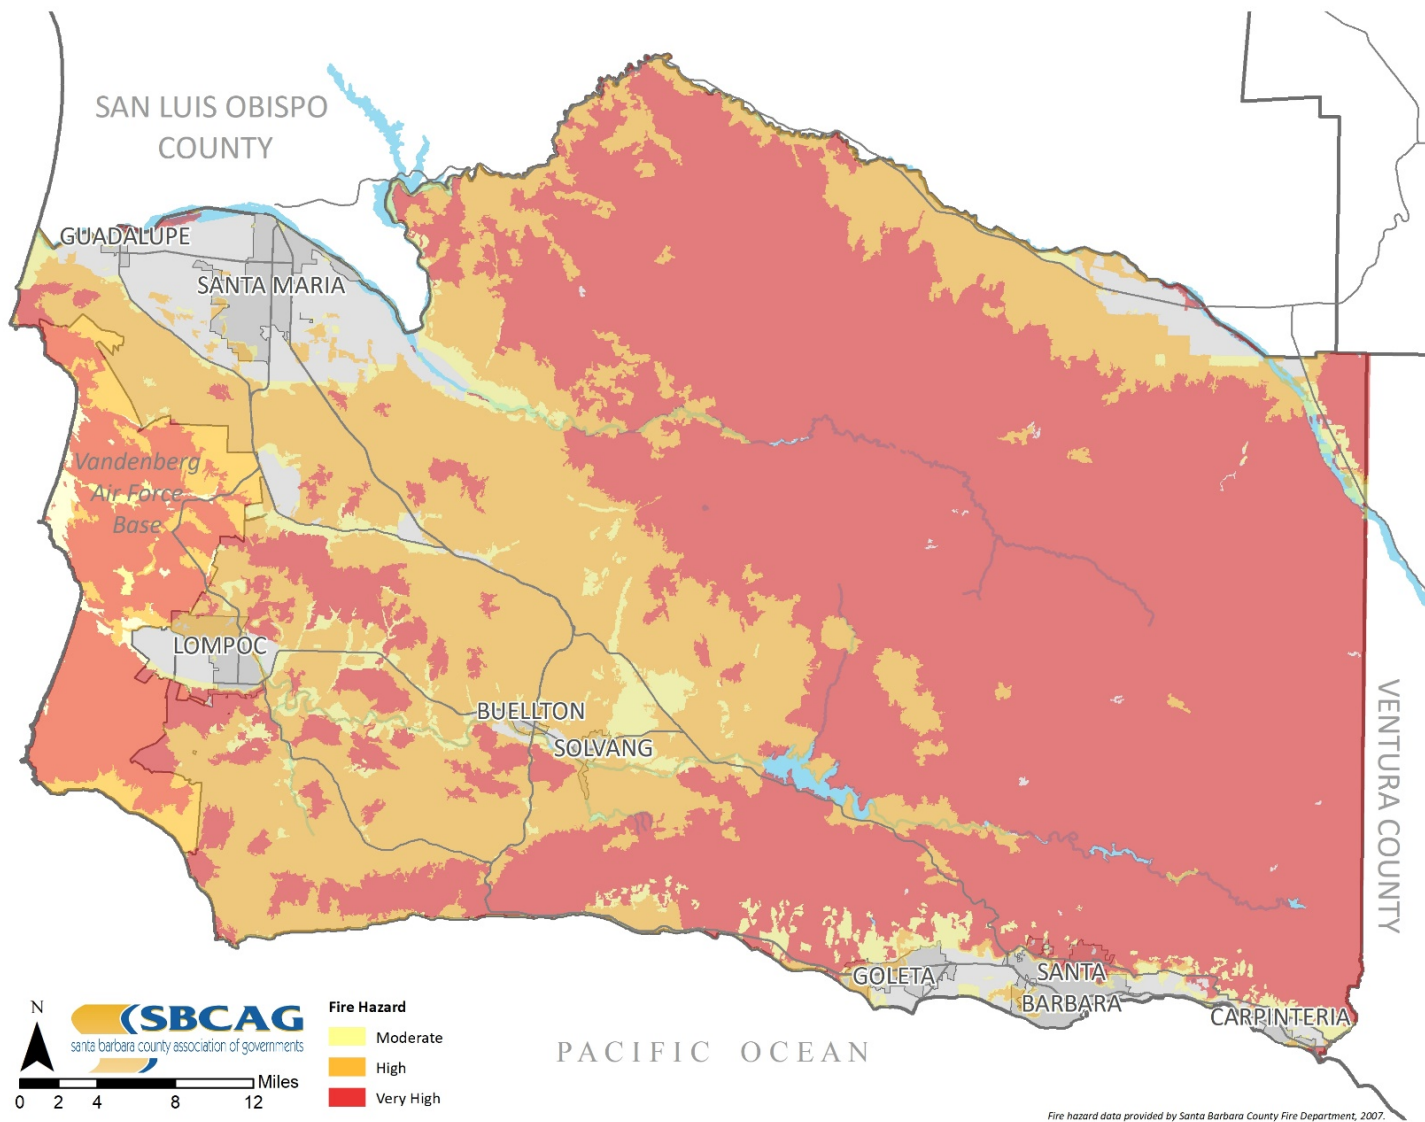 SAN LUIS OBISPO
COUNTY
GUADALUPE
SANTA MARIA
Vandenberg
Air Force
Base
LOMPOC
BUELLTON
SOLVANG
VENTURA COUNTY
GOLETA
SANTA
BARBARA
CARPINTERIA
PACIFIC OCEAN
N
SBCAG
santa barbara county association of governments
Miles
0 2 4 8 12
Fire Hazard
Moderate
High
Very High
Fire hazard data provided by Santa Barbara County Fire Department, 2007.